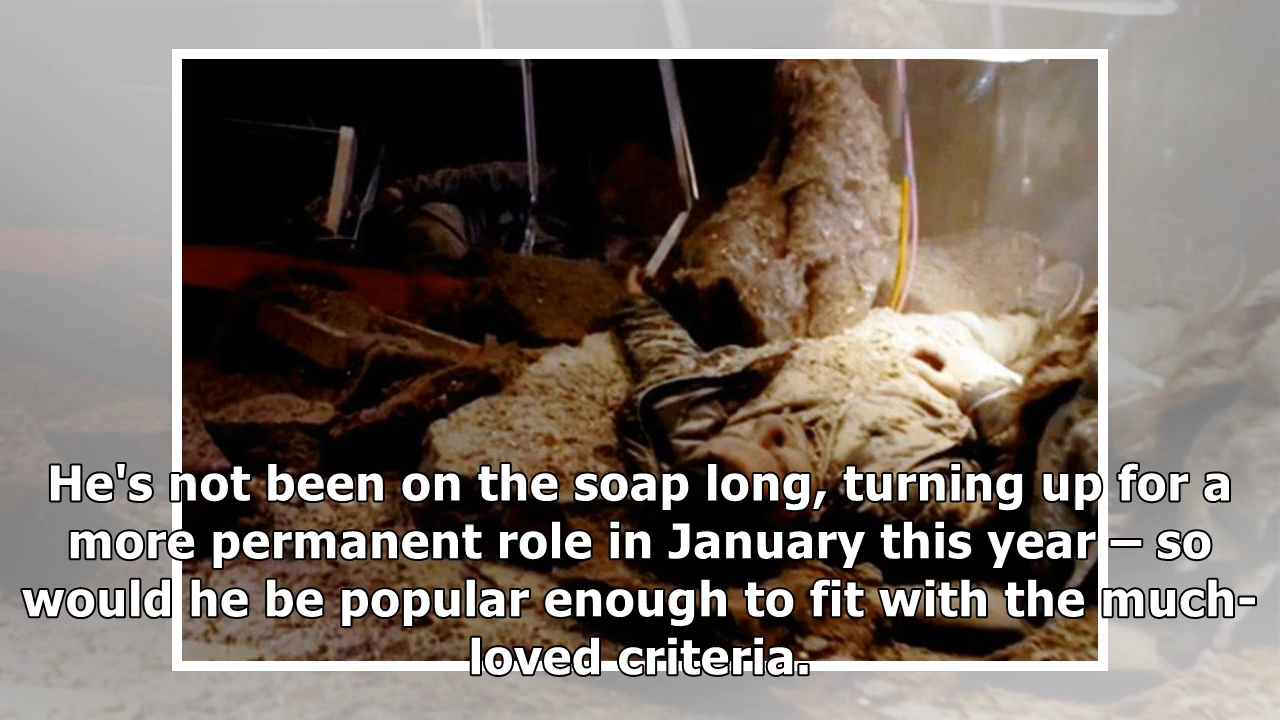 He's not been on the soap long, turning up for a
more permanent role in January this year – so
would he be popular enough to fit with the much-
loved criteria.